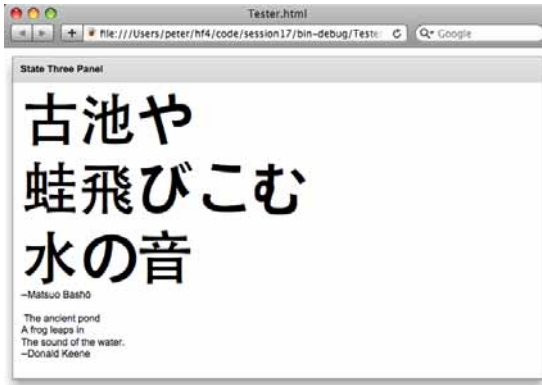 Tester.html
file:///Users/peter/hf4/code/session17/bin-debug/Teste
Google
State Three Panel
古池や
蛙飛びこむ
水の音
—Matsuo Bashō
The ancient pond
A frog leaps in
The sound of the water.
—Donald Keene